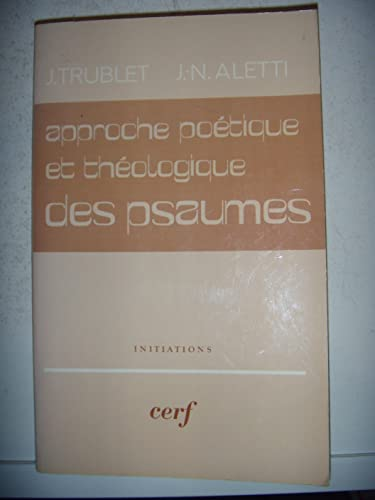 J. TRUBLET J.-N. ALETTI
approche poétique
et théologique
des psaumes
INITIATIONS
cerf